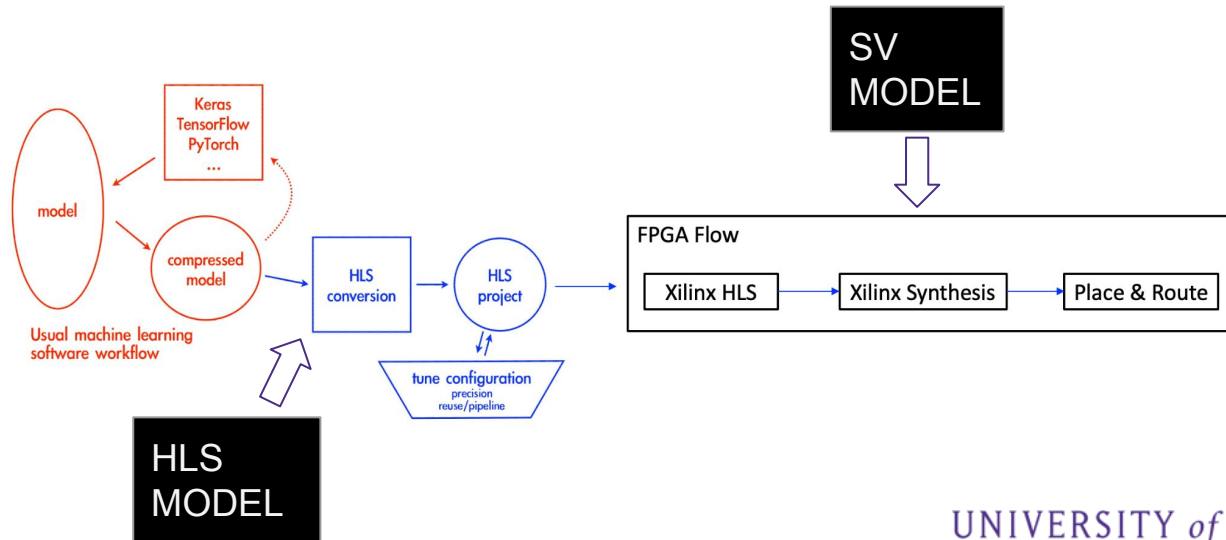 SV
MODEL
Keras
TensorFlow
PyTorch
...
model
compressed
model
Usual machine learning
software workflow
HLS
conversion
HLS
project
tune configuration
precision
reuse/pipeline
FPGA Flow
Xilinx HLS
Xilinx Synthesis
Place & Route
HLS
MODEL
UNIVERSITY of